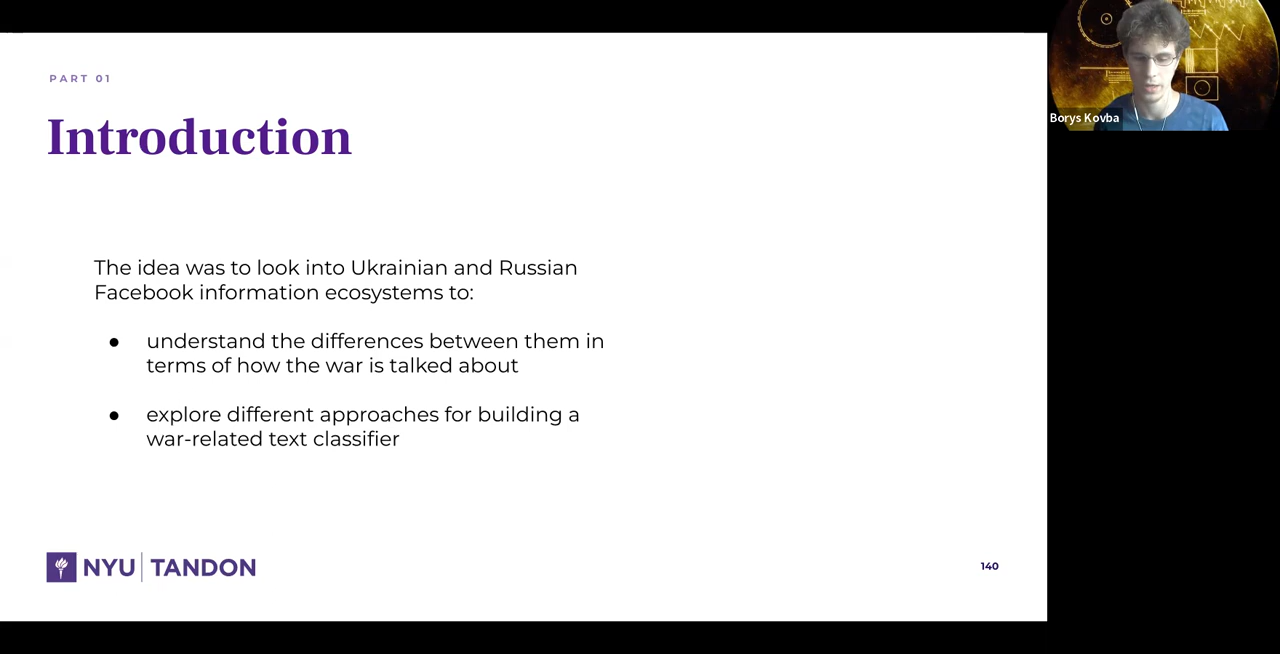 PART 01
Introduction
The idea was to look into Ukrainian and Russian
Facebook information ecosystems to:
● understand the differences between them in
terms of how the war is talked about
● explore different approaches for building a
war-related text classifier
NYU | TANDON
140
Borys Kovba